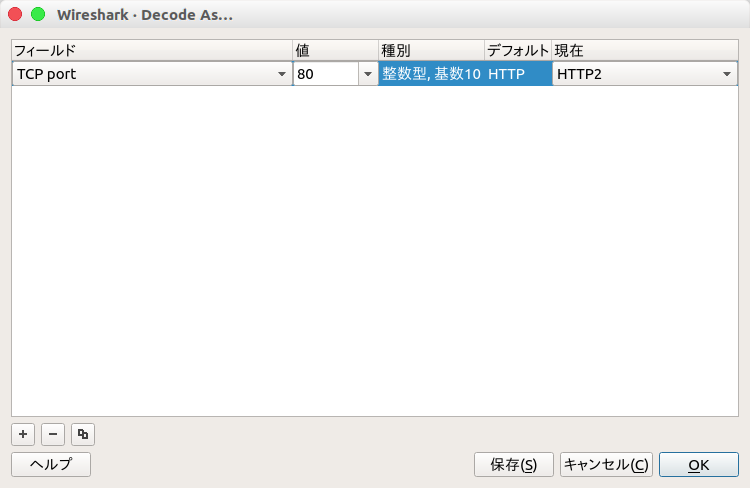 Wireshark · Decode As...
フィールド 値 種別 デフォルト 現在
TCP port 80 整数型, 基数10 HTTP HTTP2
ヘルプ 保存(S) キャンセル(C) OK